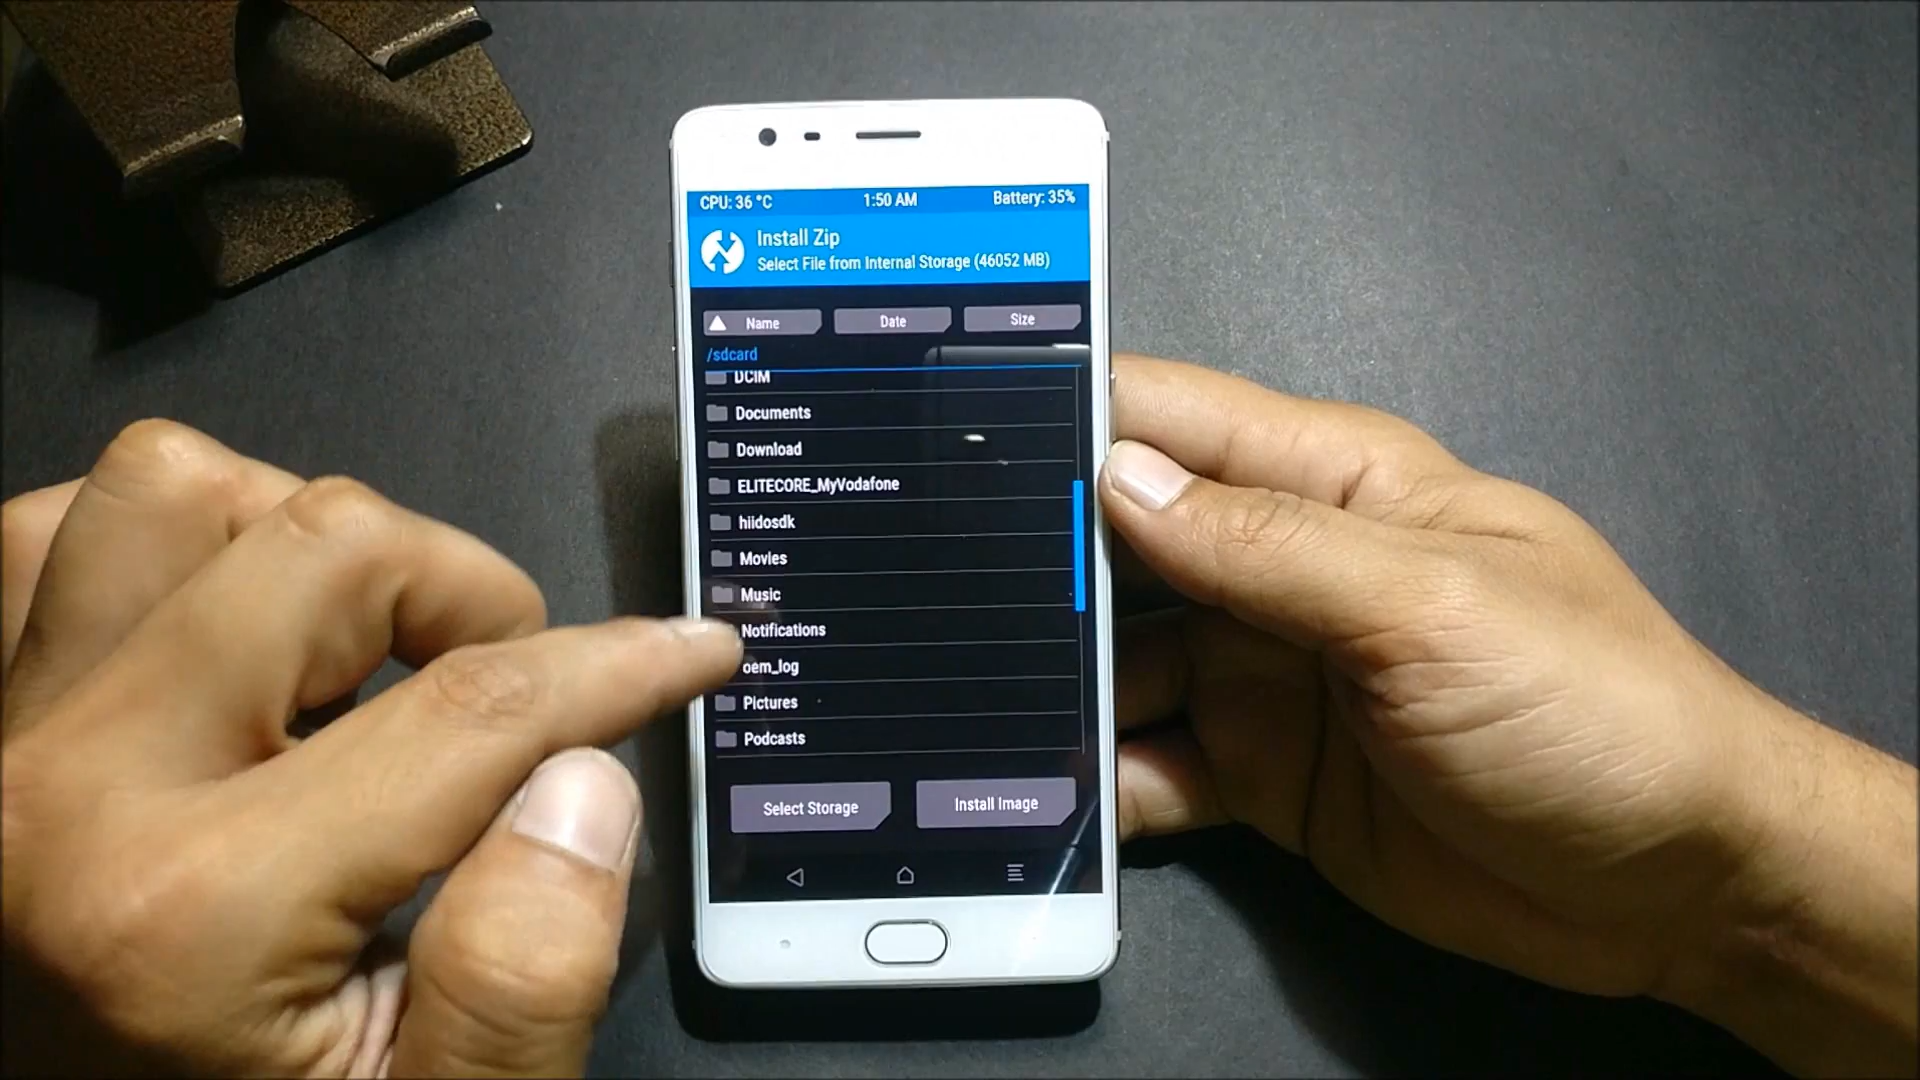 CPU: 36 °C 1:50 AM Battery: 35%
Install Zip
Select File from Internal Storage (46052 MB)
Name Date Size
/sdcard
DCIM
Documents
Download
ELITECORE_MyVodafone
hiidosdk
Movies
Music
Notifications
oem_log
Pictures
Podcasts
Select Storage Install Image